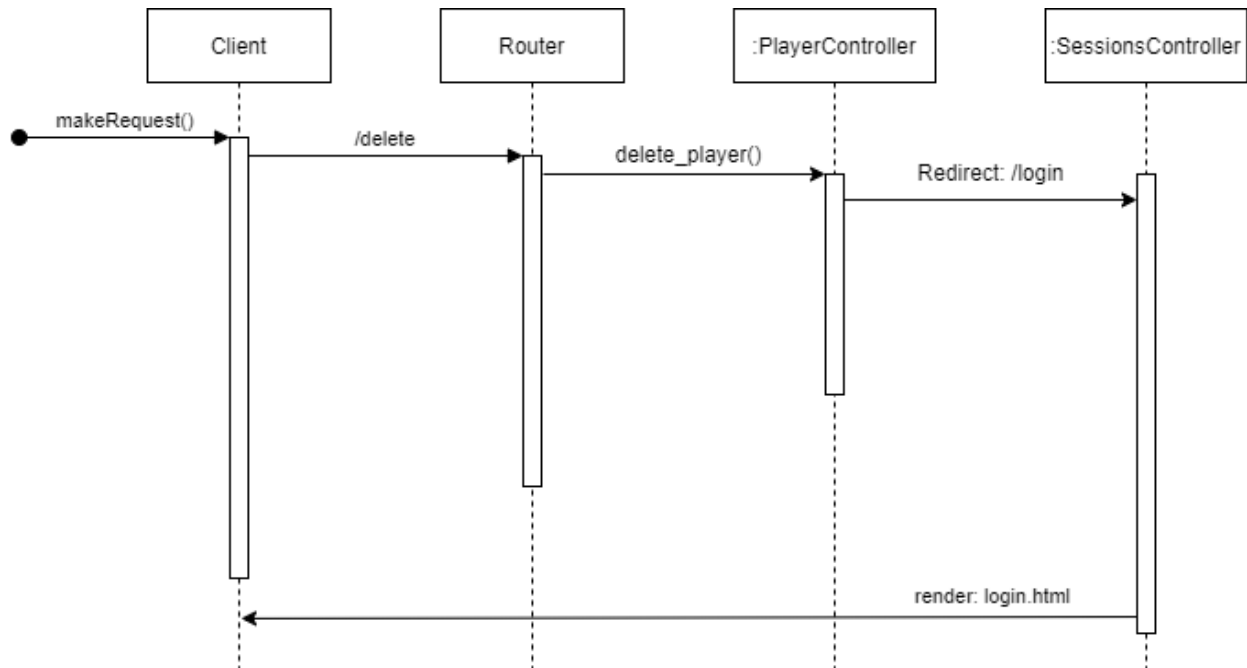 Client
Router
:PlayerController
:SessionsController
makeRequest()
/delete
delete_player()
Redirect: /login
render: login.html